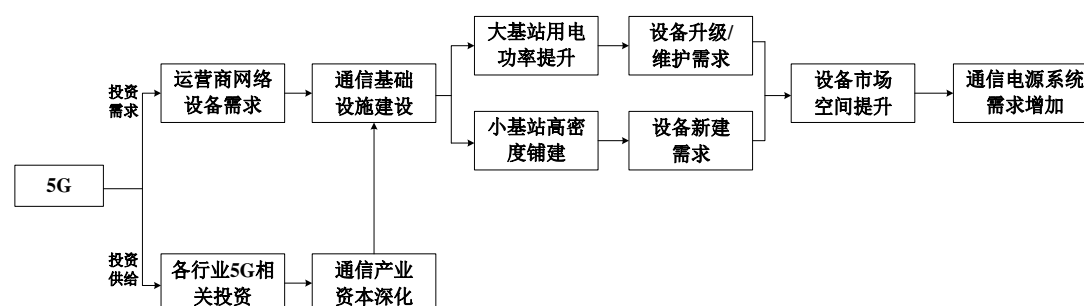 5G
投资
需求
投资
供给
运营商网络
设备需求
通信基础
设施建设
各行业5G相
关投资
通信产业
资本深化
大基站用电
功率提升
设备升级/
维护需求
小基站高密
度铺建
设备新建
需求
设备市场
空间提升
通信电源系统
需求增加